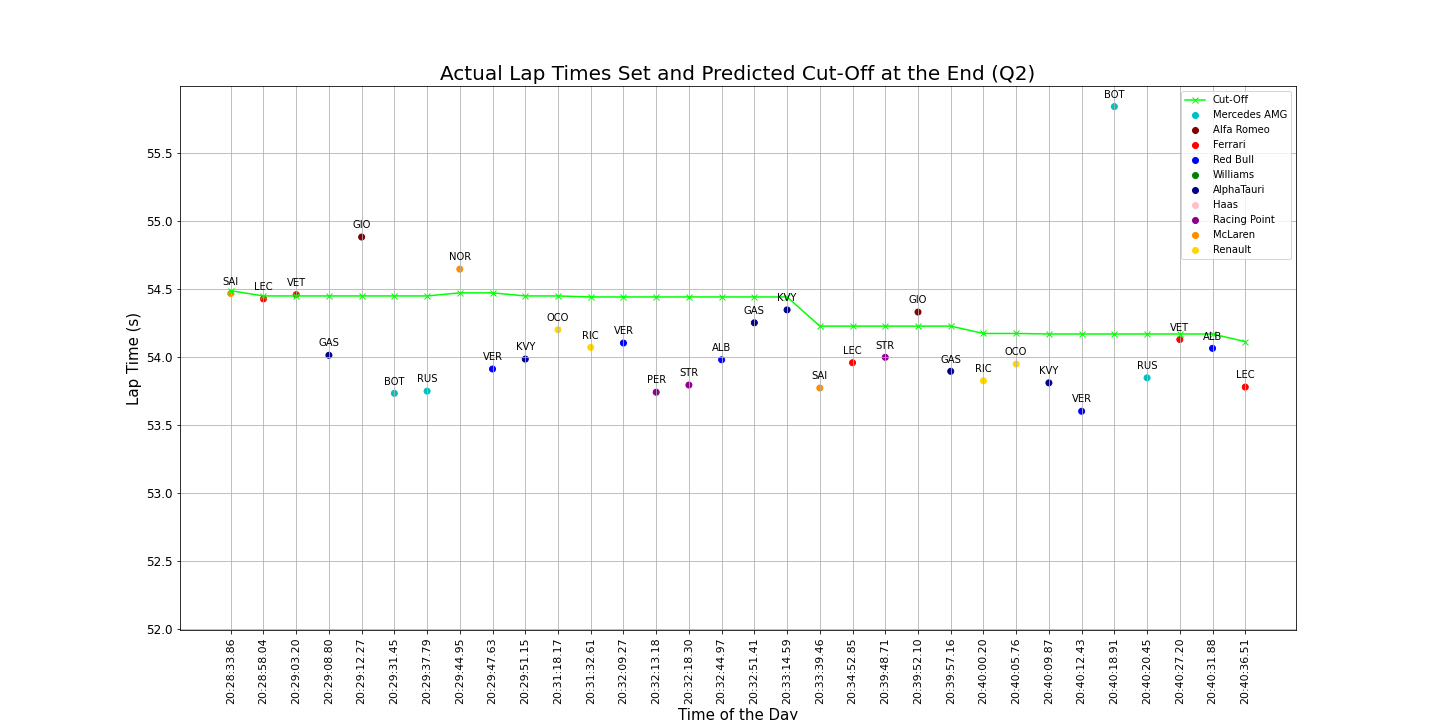 Actual Lap Times Set and Predicted Cut-Off at the End (Q2)
Cut-Off
Mercedes AMG
Alfa Romeo
Ferrari
Red Bull
Williams
AlphaTauri
Haas
Racing Point
McLaren
Renault
Lap Time (s)
55.5
55.0
54.5
54.0
53.5
53.0
52.5
52.0
SAI
LEC
VET
GAS
GIO
BOT
RUS
NOR
VER
KVY
OCO
RIC
VER
PER
STR
ALB
GAS
KVY
SAI
LEC
STR
GIO
GAS
RIC
OCO
KVY
VER
BOT
RUS
VET
ALB
LEC
20:28:33.86
20:28:58.04
20:29:03.20
20:29:08.80
20:29:12.27
20:29:31.45
20:29:37.79
20:29:44.95
20:29:47.63
20:29:51.15
20:31:18.17
20:31:32.61
20:32:09.27
20:32:13.18
20:32:18.30
20:32:44.97
20:32:51.41
20:33:14.59
20:33:39.46
20:34:52.85
20:39:48.71
20:39:52.10
20:39:57.16
20:40:00.20
20:40:05.76
20:40:09.87
20:40:12.43
20:40:18.91
20:40:20.45
20:40:27.20
20:40:31.88
20:40:36.51
Time of the Day